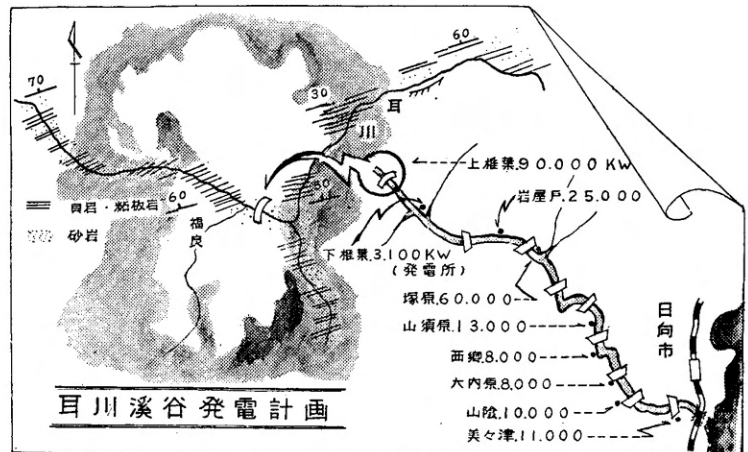 60
70
30
耳
川
上椎葉.90.000 KW
岩屋戸.25.000
50
60
頁岩・粘板岩
砂岩
福良
下椎葉.3.100KW
(発電所)
塚原.60.000
山須原.13.000
日向市
西郷.8.000
大内原.8.000
山陰.10.000
美々津.11.000
耳川渓谷発電計画